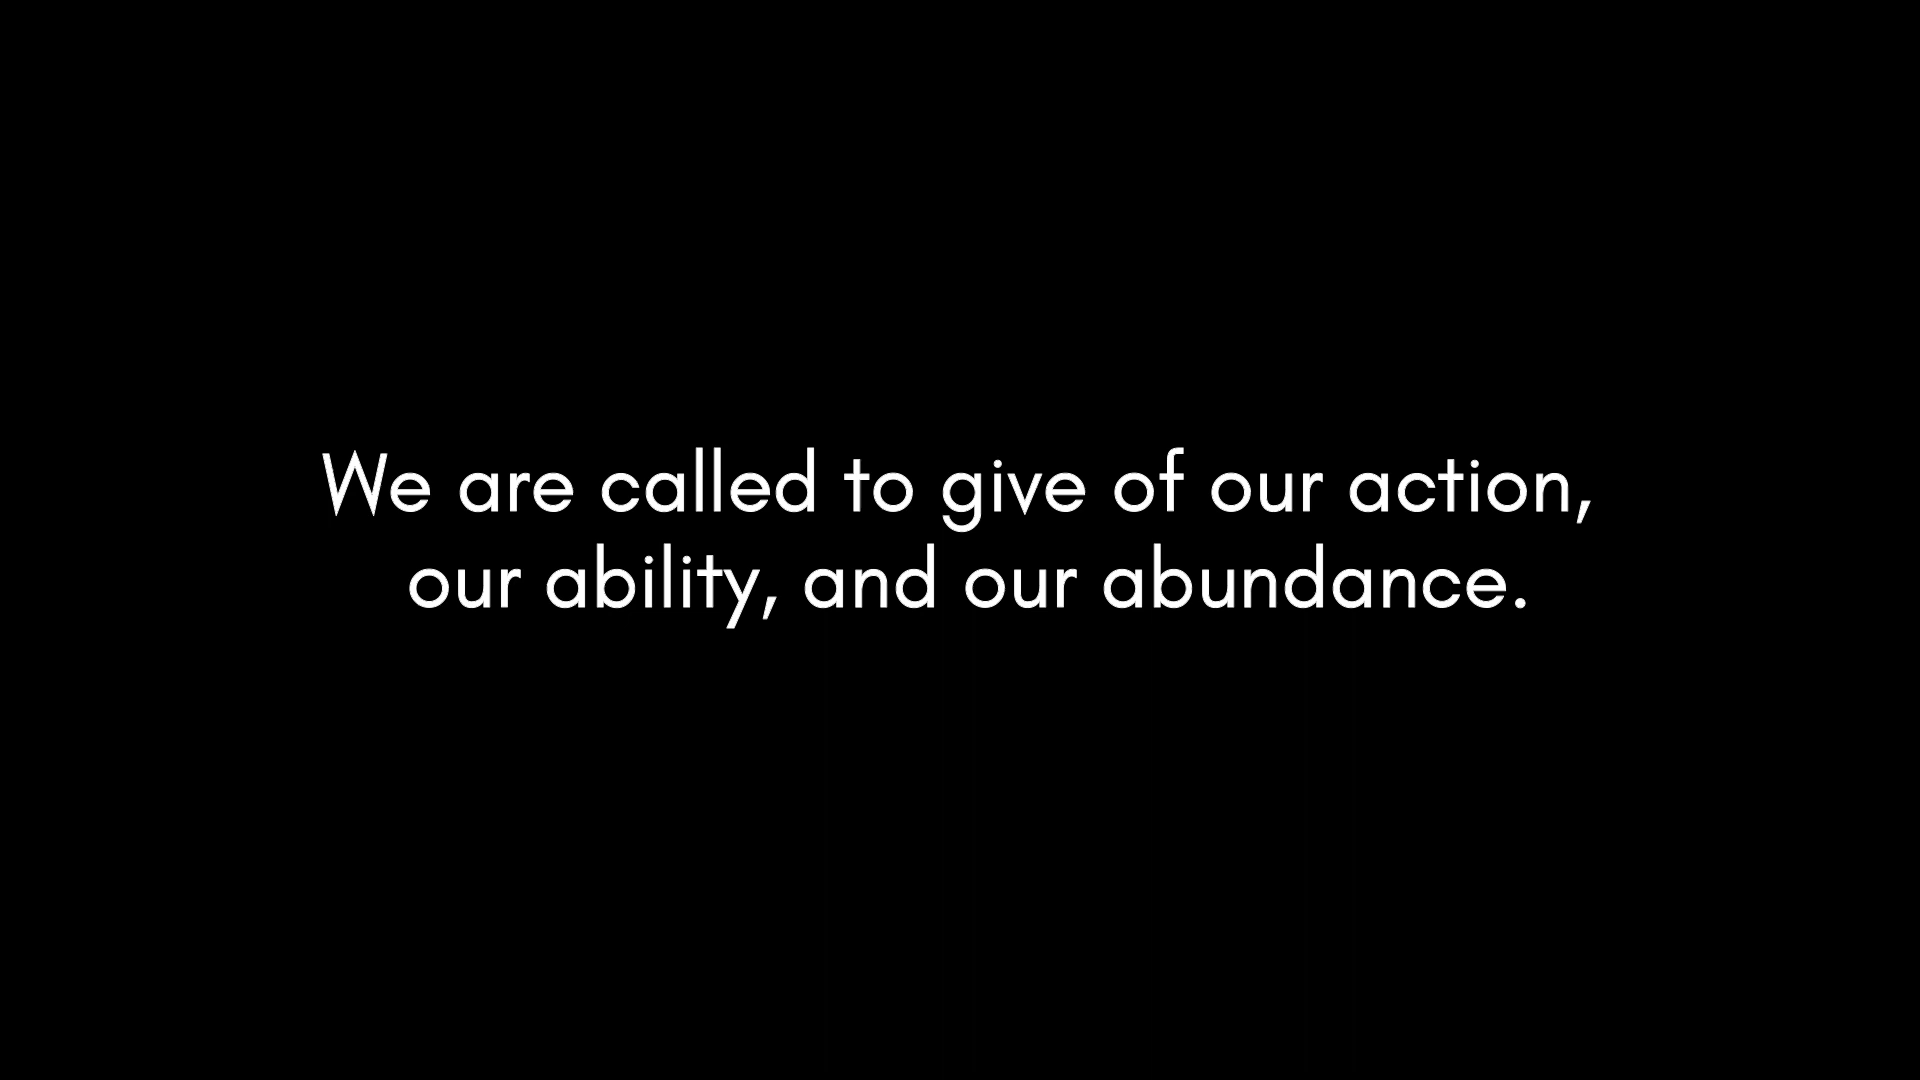 We are called to give of our action,
our ability, and our abundance.